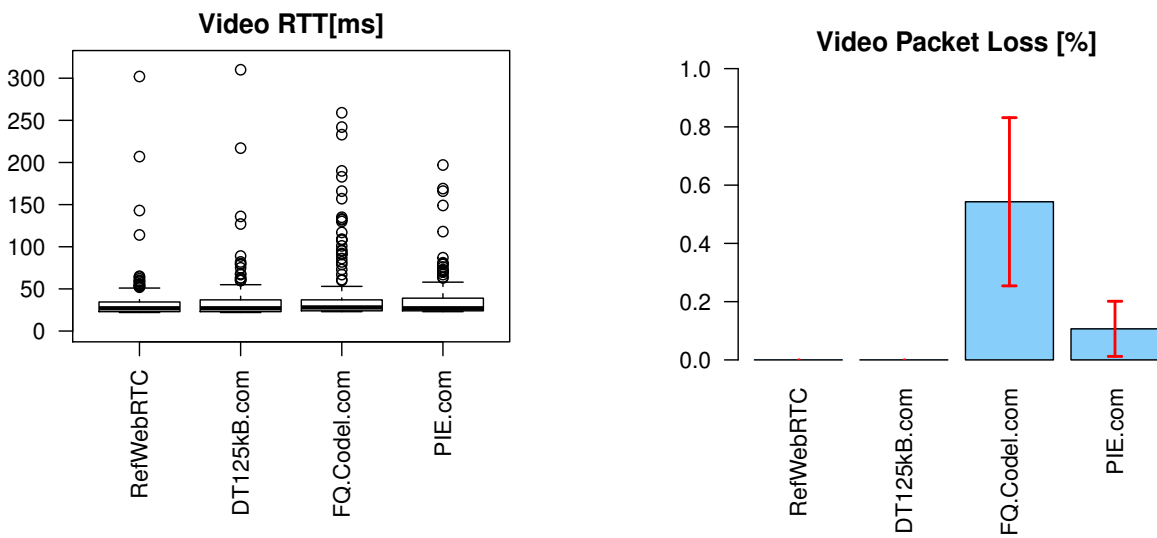 Video RTT[ms]
300
250
200
150
100
50
0
RefWebRTC
DT125kB.com
FQ.Codel.com
PIE.com
Video Packet Loss [%]
1.0
0.8
0.6
0.4
0.2
0.0
RefWebRTC
DT125kB.com
FQ.Codel.com
PIE.com